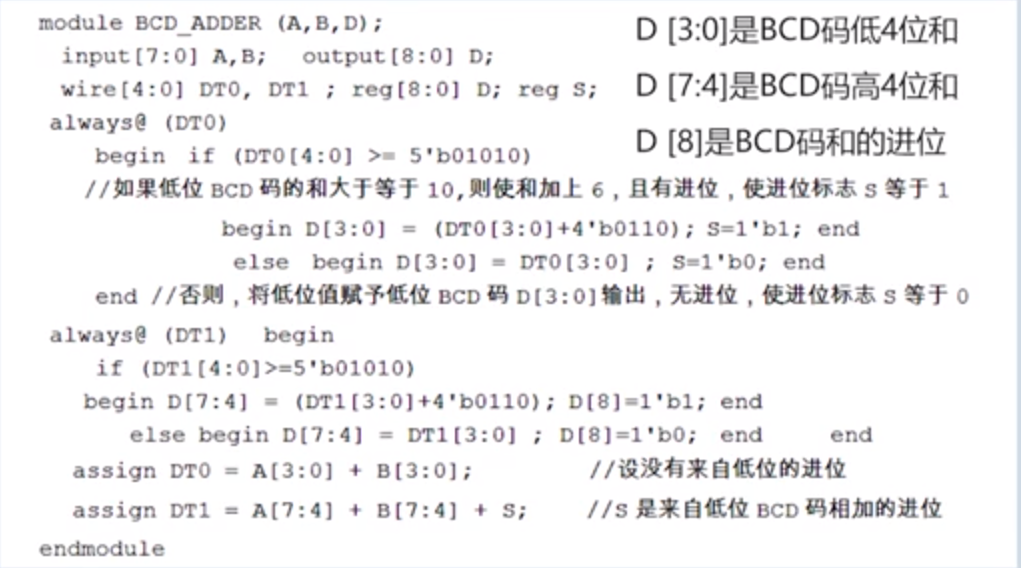 module BCD_ADDER (A,B,D);
input[7:0] A,B; output[8:0] D;
wire[4:0] DT0, DT1 ; reg[8:0] D; reg S;
always@ (DT0)
begin if (DT0[4:0] >= 5'b01010)
//如果低位 BCD 码的和大于等于 10,则使和加上 6，且有进位，使进位标志 S 等于 1
begin D[3:0] = (DT0[3:0]+4'b0110); S=1'b1; end
else begin D[3:0] = DT0[3:0] ; S=1'b0; end
end //否则，将低位值赋予低位 BCD 码 D[3:0]输出，无进位，使进位标志 S 等于 0
always@ (DT1) begin
if (DT1[4:0]>=5'b01010)
begin D[7:4] = (DT1[3:0]+4'b0110); D[8]=1'b1; end
else begin D[7:4] = DT1[3:0] ; D[8]=1'b0; end end
assign DT0 = A[3:0] + B[3:0]; //设没有来自低位的进位
assign DT1 = A[7:4] + B[7:4] + S; //S 是来自低位 BCD 码相加的进位
endmodule
D [3:0]是BCD码低4位和
D [7:4]是BCD码高4位和
D [8]是BCD码和的进位